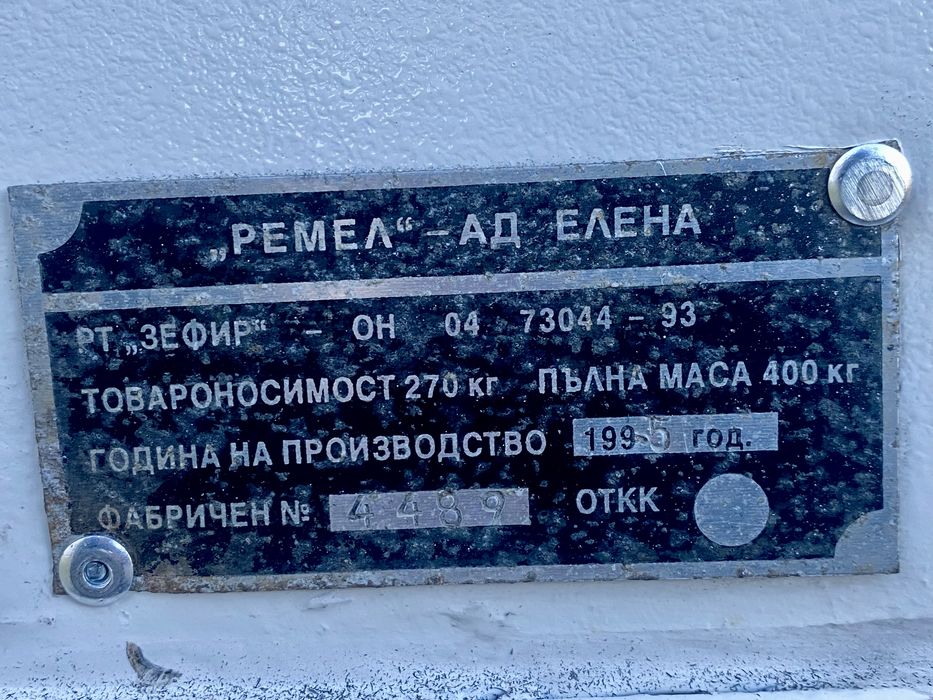 „РЕМЕЛ“ – АД ЕЛЕНА
РТ „ЗЕФИР“ – ОН 04 73044 – 93
ТОВАРОНОСИМОСТ 270 кг ПЪЛНА МАСА 400 кг
ГОДИНА НА ПРОИЗВОДСТВО 1995 год.
ФАБРИЧЕН № 4489 ОТКК